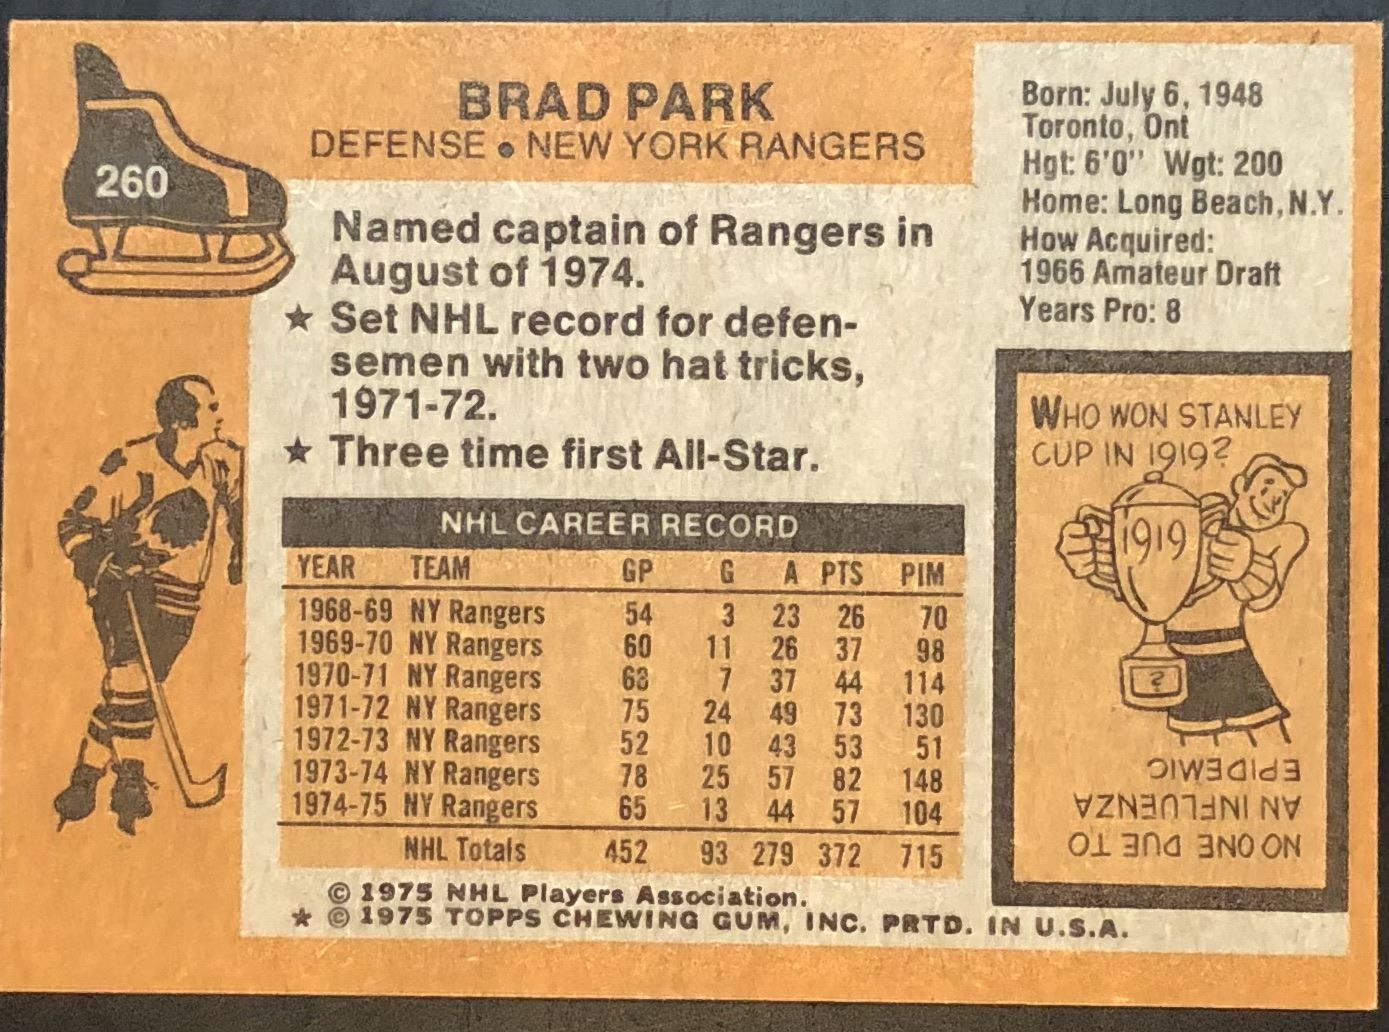 260
BRAD PARK
DEFENSE • NEW YORK RANGERS
Born: July 6, 1948
Toronto, Ont
Hgt: 6'0" Wgt: 200
Home: Long Beach, N.Y.
How Acquired:
1966 Amateur Draft
Years Pro: 8
Named captain of Rangers in
August of 1974.
★ Set NHL record for defen-
semen with two hat tricks,
1971-72.
★ Three time first All-Star.
NHL CAREER RECORD
YEAR TEAM GP G A PTS PIM
1968-69 NY Rangers 54 3 23 26 70
1969-70 NY Rangers 60 11 26 37 98
1970-71 NY Rangers 68 7 37 44 114
1971-72 NY Rangers 75 24 49 73 130
1972-73 NY Rangers 52 10 43 53 51
1973-74 NY Rangers 78 25 57 82 148
1974-75 NY Rangers 65 13 44 57 104
NHL Totals 452 93 279 372 715
WHO WON STANLEY
CUP IN 1919?
1919
?
NO ONE DUE TO
AN INFLUENZA
EPIDEMIC
© 1975 NHL Players Association.
★ © 1975 TOPPS CHEWING GUM, INC. PRTD. IN U.S.A.